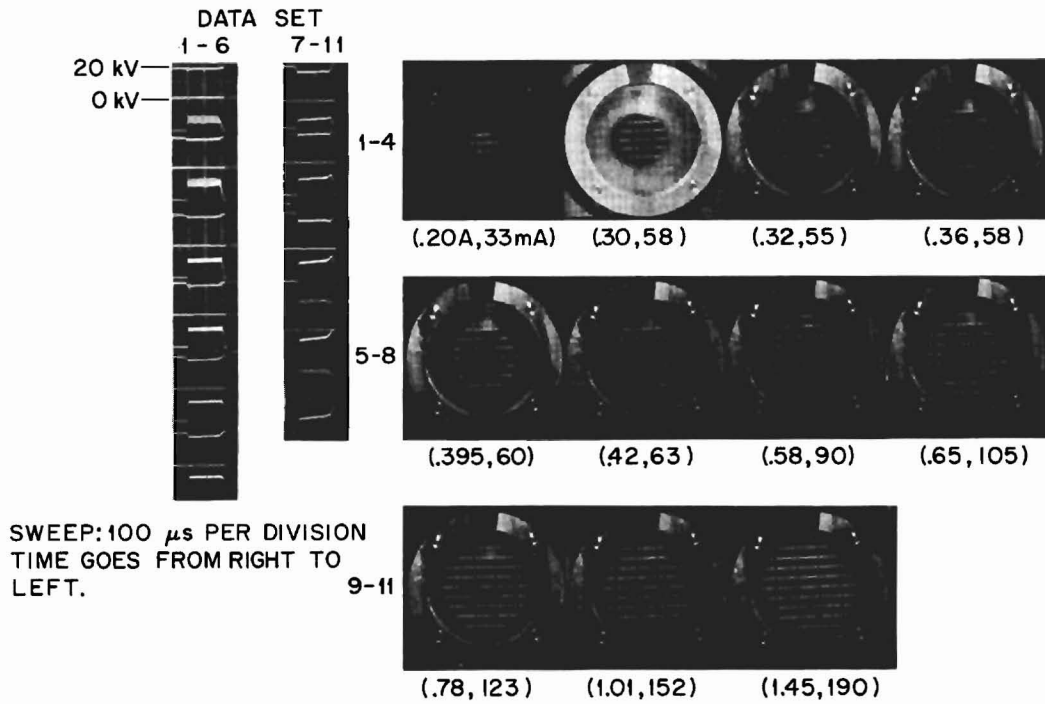 DATA SET
1-6 7-11
20 kV
0 kV
1-4
(.20A,33mA) (.30,58) (.32,55) (.36,58)
5-8
(.395,60) (.42,63) (.58,90) (.65,105)
SWEEP:100 μs PER DIVISION
TIME GOES FROM RIGHT TO
LEFT.
9-11
(.78,123) (1.01,152) (1.45,190)